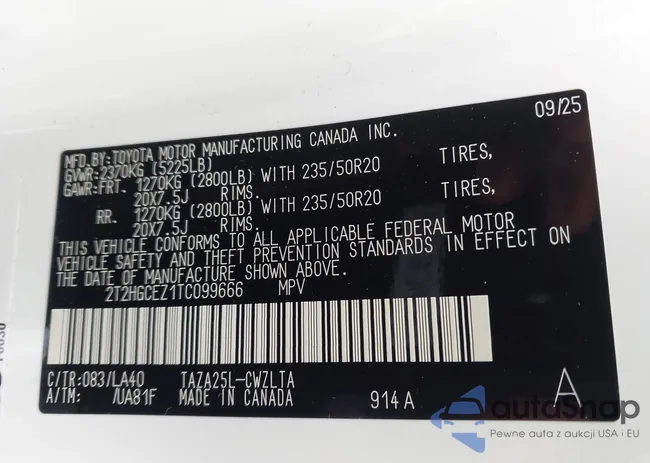 09/25
MFD.BY:TOYOTA MOTOR MANUFACTURING CANADA INC.
GVWR:2370KG (5225LB)
GAWR:FRT. 1270KG (2800LB) WITH 235/50R20 TIRES,
20X7.5J RIMS.
RR. 1270KG (2800LB) WITH 235/50R20 TIRES,
20X7.5J RIMS.
THIS VEHICLE CONFORMS TO ALL APPLICABLE FEDERAL MOTOR
VEHICLE SAFETY AND THEFT PREVENTION STANDARDS IN EFFECT ON
THE DATE OF MANUFACTURE SHOWN ABOVE.
2T2HGCEZ1TC099666 MPV
C/TR:083/LA40 TAZA25L-CWZLTA
A/TM: /UA81F MADE IN CANADA 914A A
autoSnap
Pewne auta z aukcji USA i EU